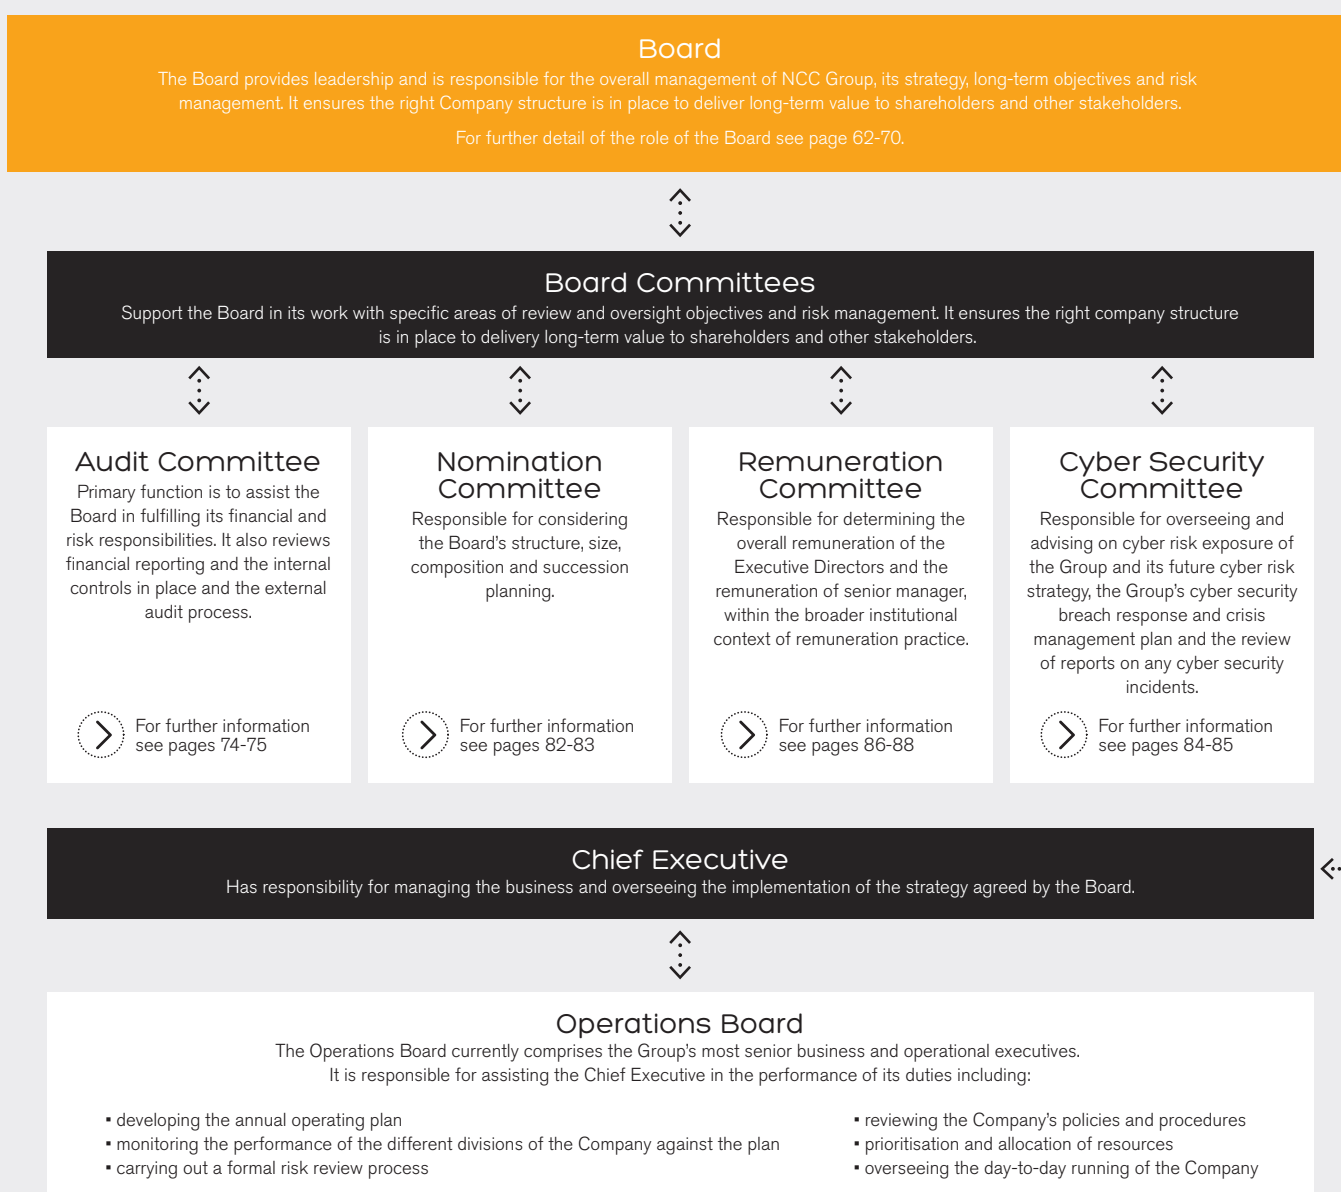 Board
The Board provides leadership and is responsible for the overall management of NCC Group, its strategy, long-term objectives and risk
management. It ensures the right Company structure is in place to deliver long-term value to shareholders and other stakeholders.
For further detail of the role of the Board see page 62-70.
Board Committees
Support the Board in its work with specific areas of review and oversight objectives and risk management. It ensures the right company structure
is in place to delivery long-term value to shareholders and other stakeholders.
Audit Committee
Primary function is to assist the
Board in fulfilling its financial and
risk responsibilities. It also reviews
financial reporting and the internal
controls in place and the external
audit process.
For further information
see pages 74-75
Nomination
Committee
Responsible for considering
the Board's structure, size,
composition and succession
planning.
For further information
see pages 82-83
Remuneration
Committee
Responsible for determining the
overall remuneration of the
Executive Directors and the
remuneration of senior manager,
within the broader institutional
context of remuneration practice.
For further information
see pages 86-88
Cyber Security
Committee
Responsible for overseeing and
advising on cyber risk exposure of
the Group and its future cyber risk
strategy, the Group's cyber security
breach response and crisis
management plan and the review
of reports on any cyber security
incidents.
For further information
see pages 84-85
Chief Executive
Has responsibility for managing the business and overseeing the implementation of the strategy agreed by the Board.
Operations Board
The Operations Board currently comprises the Group's most senior business and operational executives.
It is responsible for assisting the Chief Executive in the performance of its duties including:
▪ developing the annual operating plan
▪ monitoring the performance of the different divisions of the Company against the plan
▪ carrying out a formal risk review process
▪ reviewing the Company's policies and procedures
▪ prioritisation and allocation of resources
▪ overseeing the day-to-day running of the Company